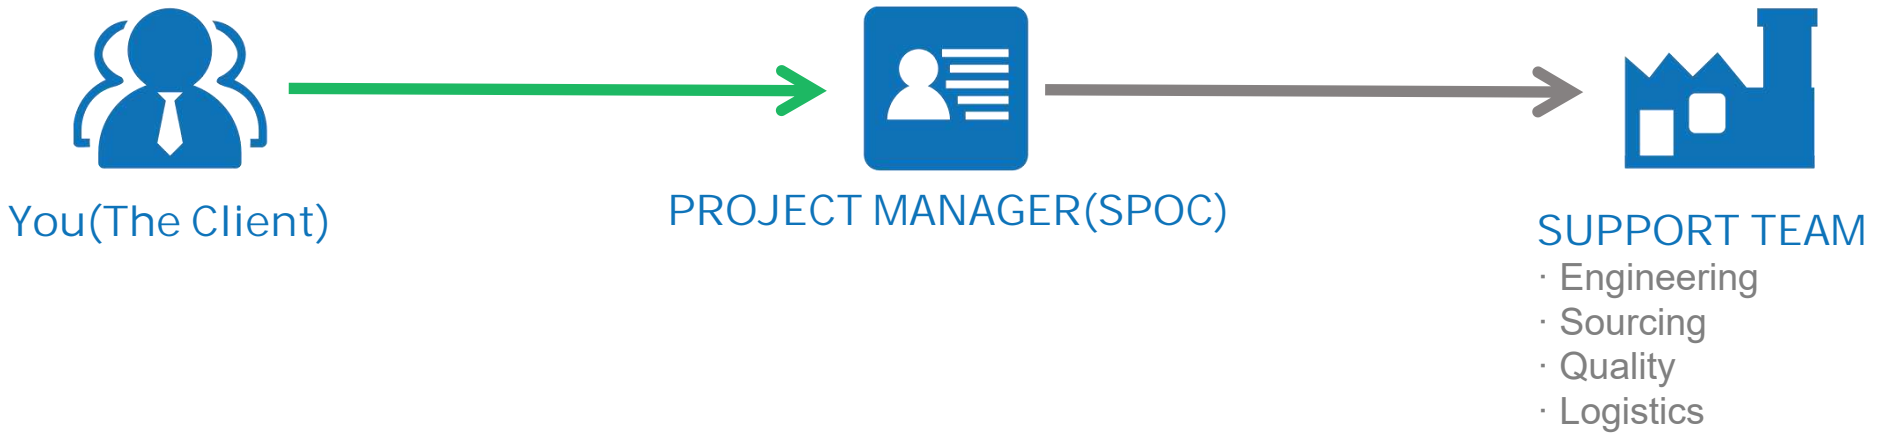 You(The Client)
PROJECT MANAGER(SPOC)
SUPPORT TEAM
· Engineering
· Sourcing
· Quality
· Logistics